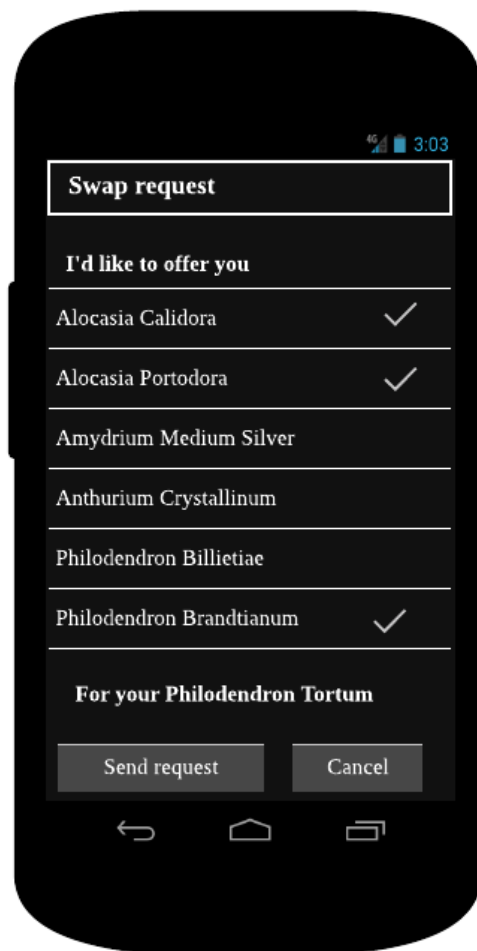 4G 3:03
Swap request
I'd like to offer you
Alocasia Calidora
Alocasia Portodora
Amydrium Medium Silver
Anthurium Crystallinum
Philodendron Billietiae
Philodendron Brandtianum
For your Philodendron Tortum
Send request Cancel